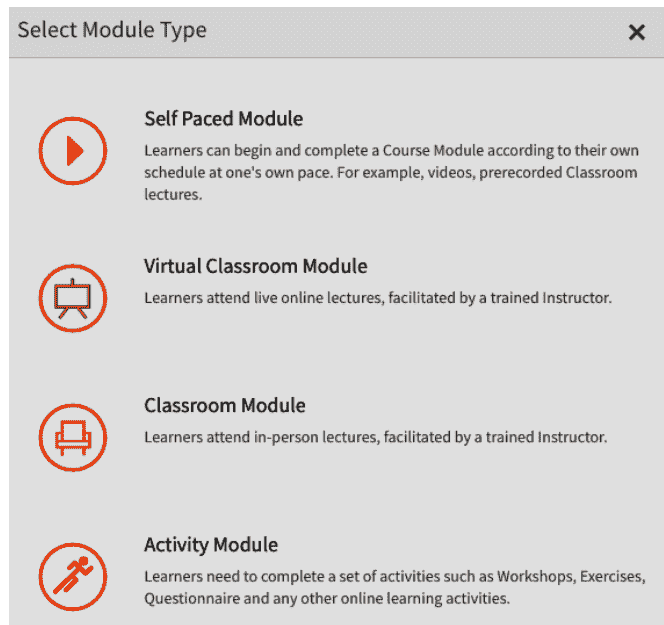 Select Module Type
Self Paced Module
Learners can begin and complete a Course Module according to their own
schedule at one's own pace. For example, videos, prerecorded Classroom
lectures.
Virtual Classroom Module
Learners attend live online lectures, facilitated by a trained Instructor.
Classroom Module
Learners attend in-person lectures, facilitated by a trained Instructor.
Activity Module
Learners need to complete a set of activities such as Workshops, Exercises,
Questionnaire and any other online learning activities.